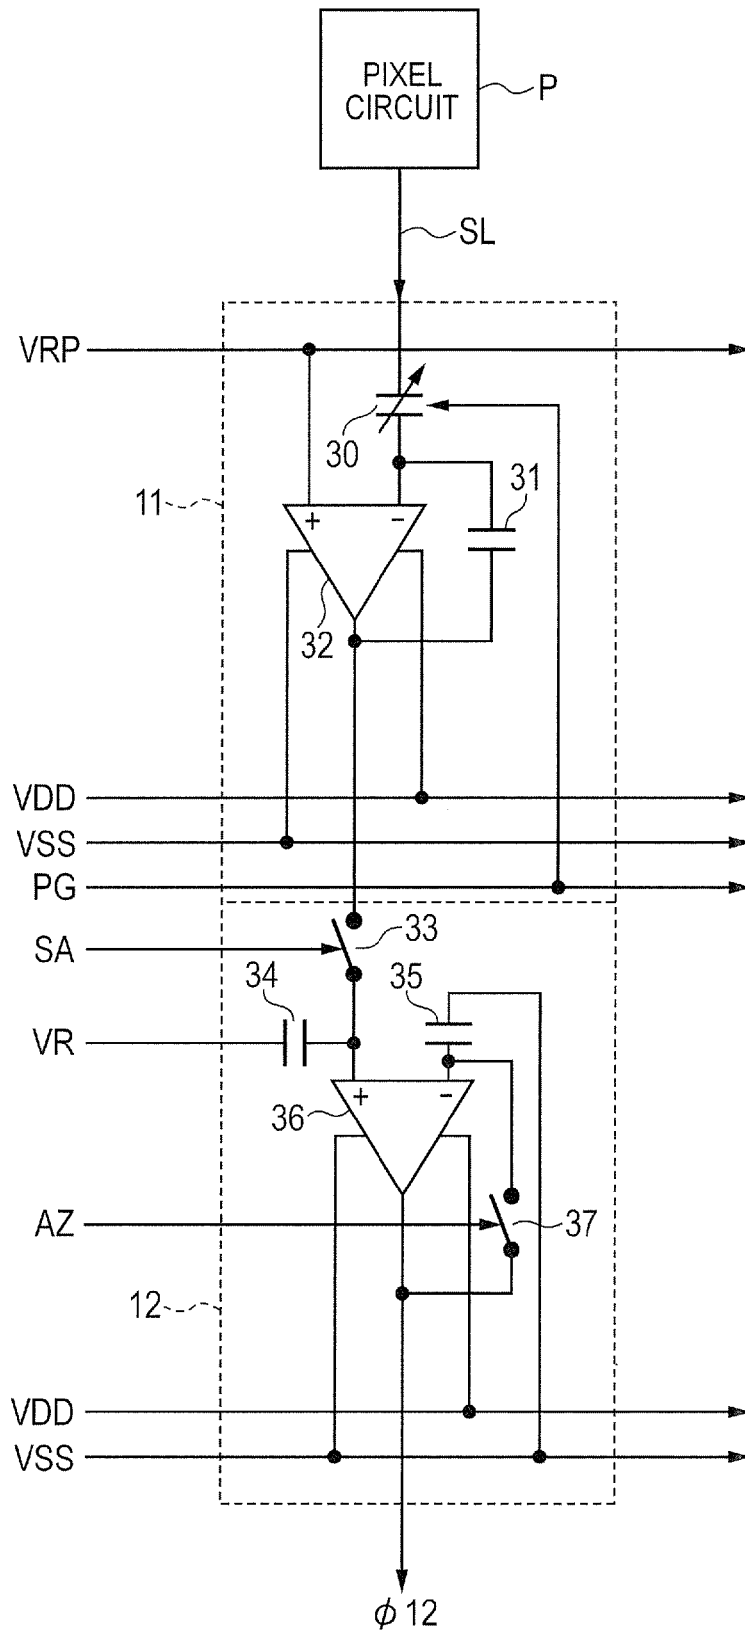 PIXEL
CIRCUIT
P
SL
VRP
30
31
11
+ −
32
VDD
VSS
PG
SA
33
34
35
VR
+ −
36
AZ
37
12
VDD
VSS
ϕ12